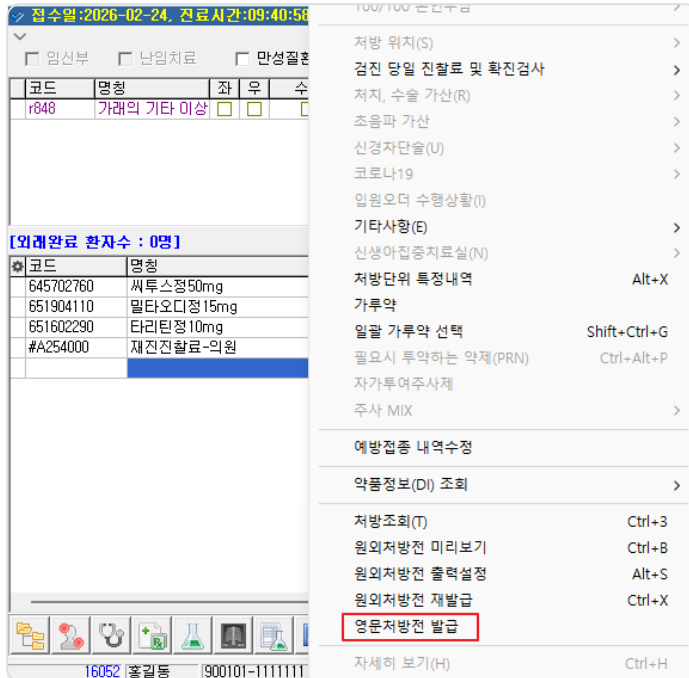 접수일:2026-02-24, 진료시간:09:40:58
임신부 난임치료 만성질환
코드 명칭 좌 우 수
r848 가래의 기타 이상
[외래완료 환자수 : 0명]
코드 명칭
645702760 씨투스정50mg
651904110 밀타오디정15mg
651602290 타리틴정10mg
#A254000 재진진찰료-의원
16052 홍길동 900101-1111111
100/100 본인부담
처방 위치(S)
검진 당일 진찰료 및 확진검사
처치, 수술 가산(R)
초음파 가산
신경차단술(U)
코로나19
입원오더 수행상황(I)
기타사항(E)
신생아집중치료실(N)
처방단위 특정내역 Alt+X
가루약
일괄 가루약 선택 Shift+Ctrl+G
필요시 투약하는 약제(PRN) Ctrl+Alt+P
자가투여주사제
주사 MIX
예방접종 내역수정
약품정보(DI) 조회
처방조회(T) Ctrl+3
원외처방전 미리보기 Ctrl+B
원외처방전 출력설정 Alt+S
원외처방전 재발급 Ctrl+X
영문처방전 발급
자세히 보기(H) Ctrl+H